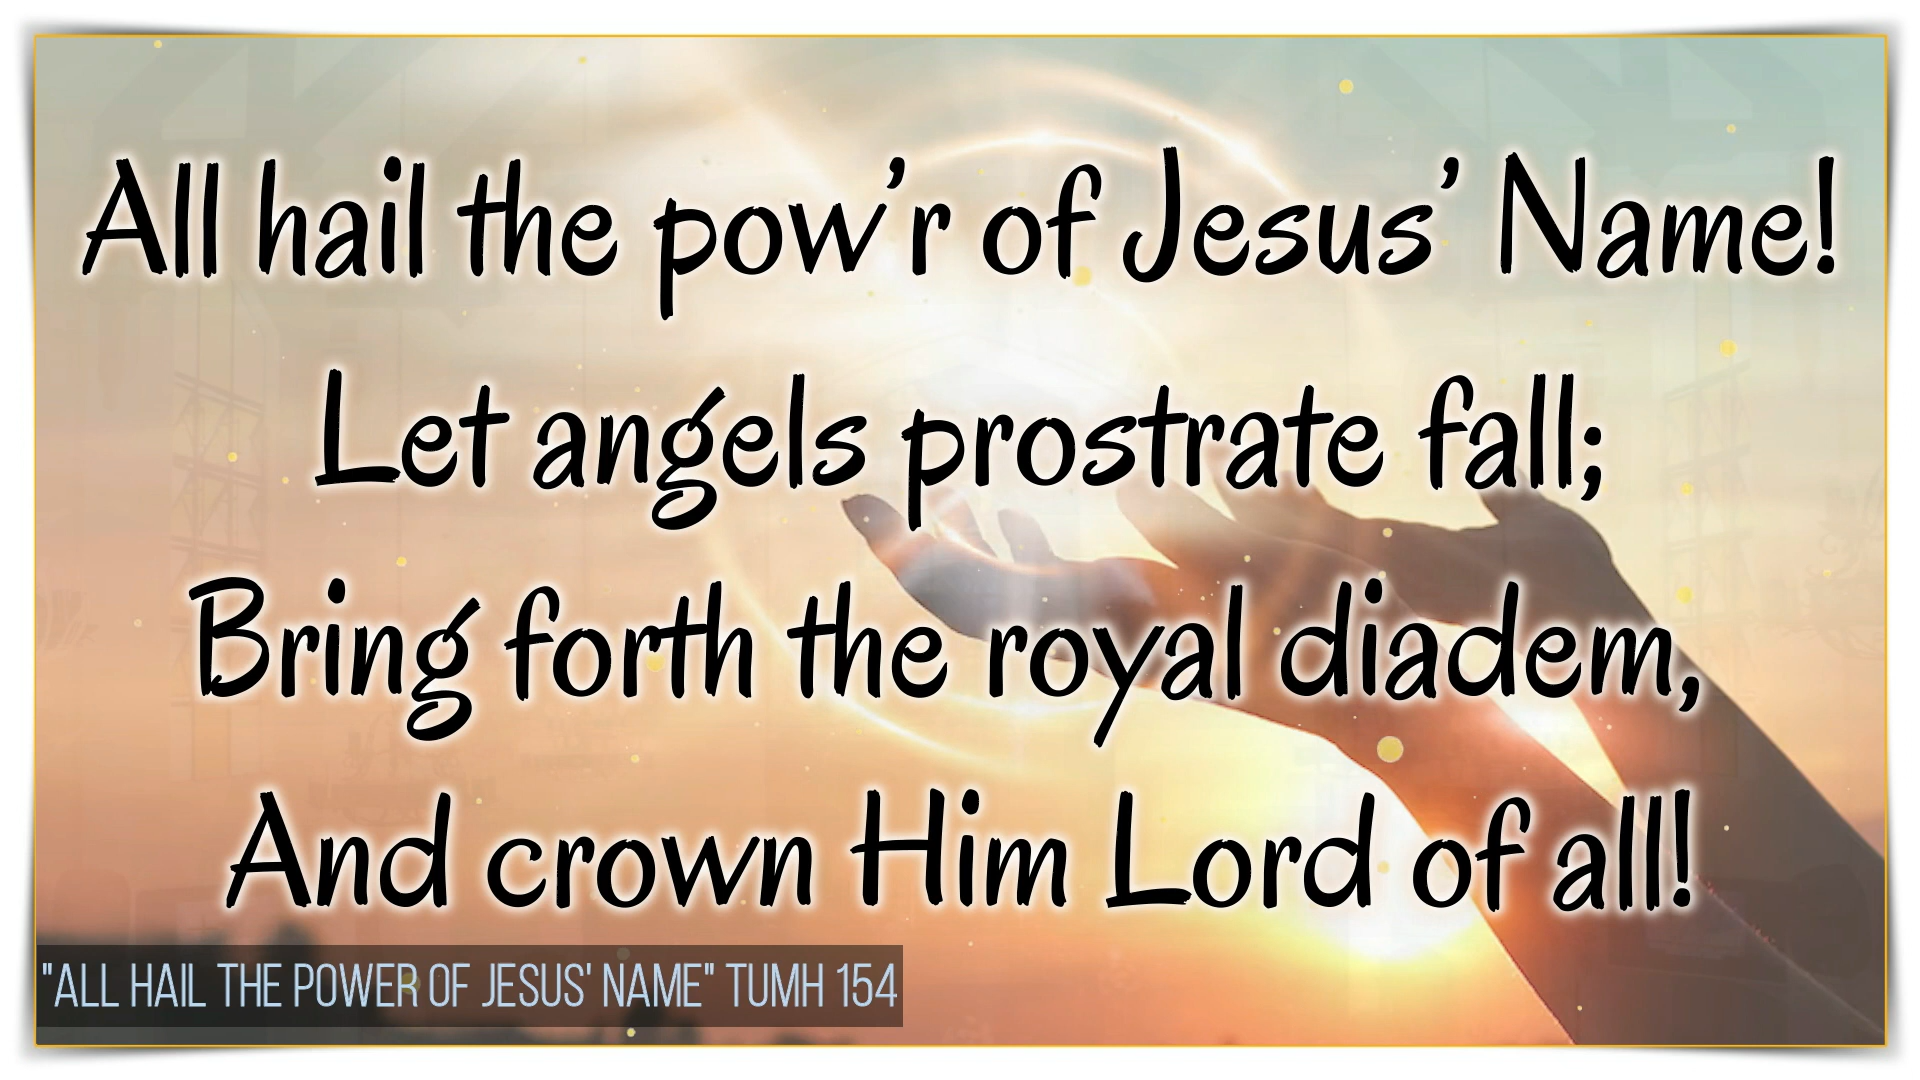 All hail the pow’r of Jesus’ Name!
Let angels prostrate fall;
Bring forth the royal diadem,
And crown Him Lord of all!
"ALL HAIL THE POWER OF JESUS' NAME" TUMH 154